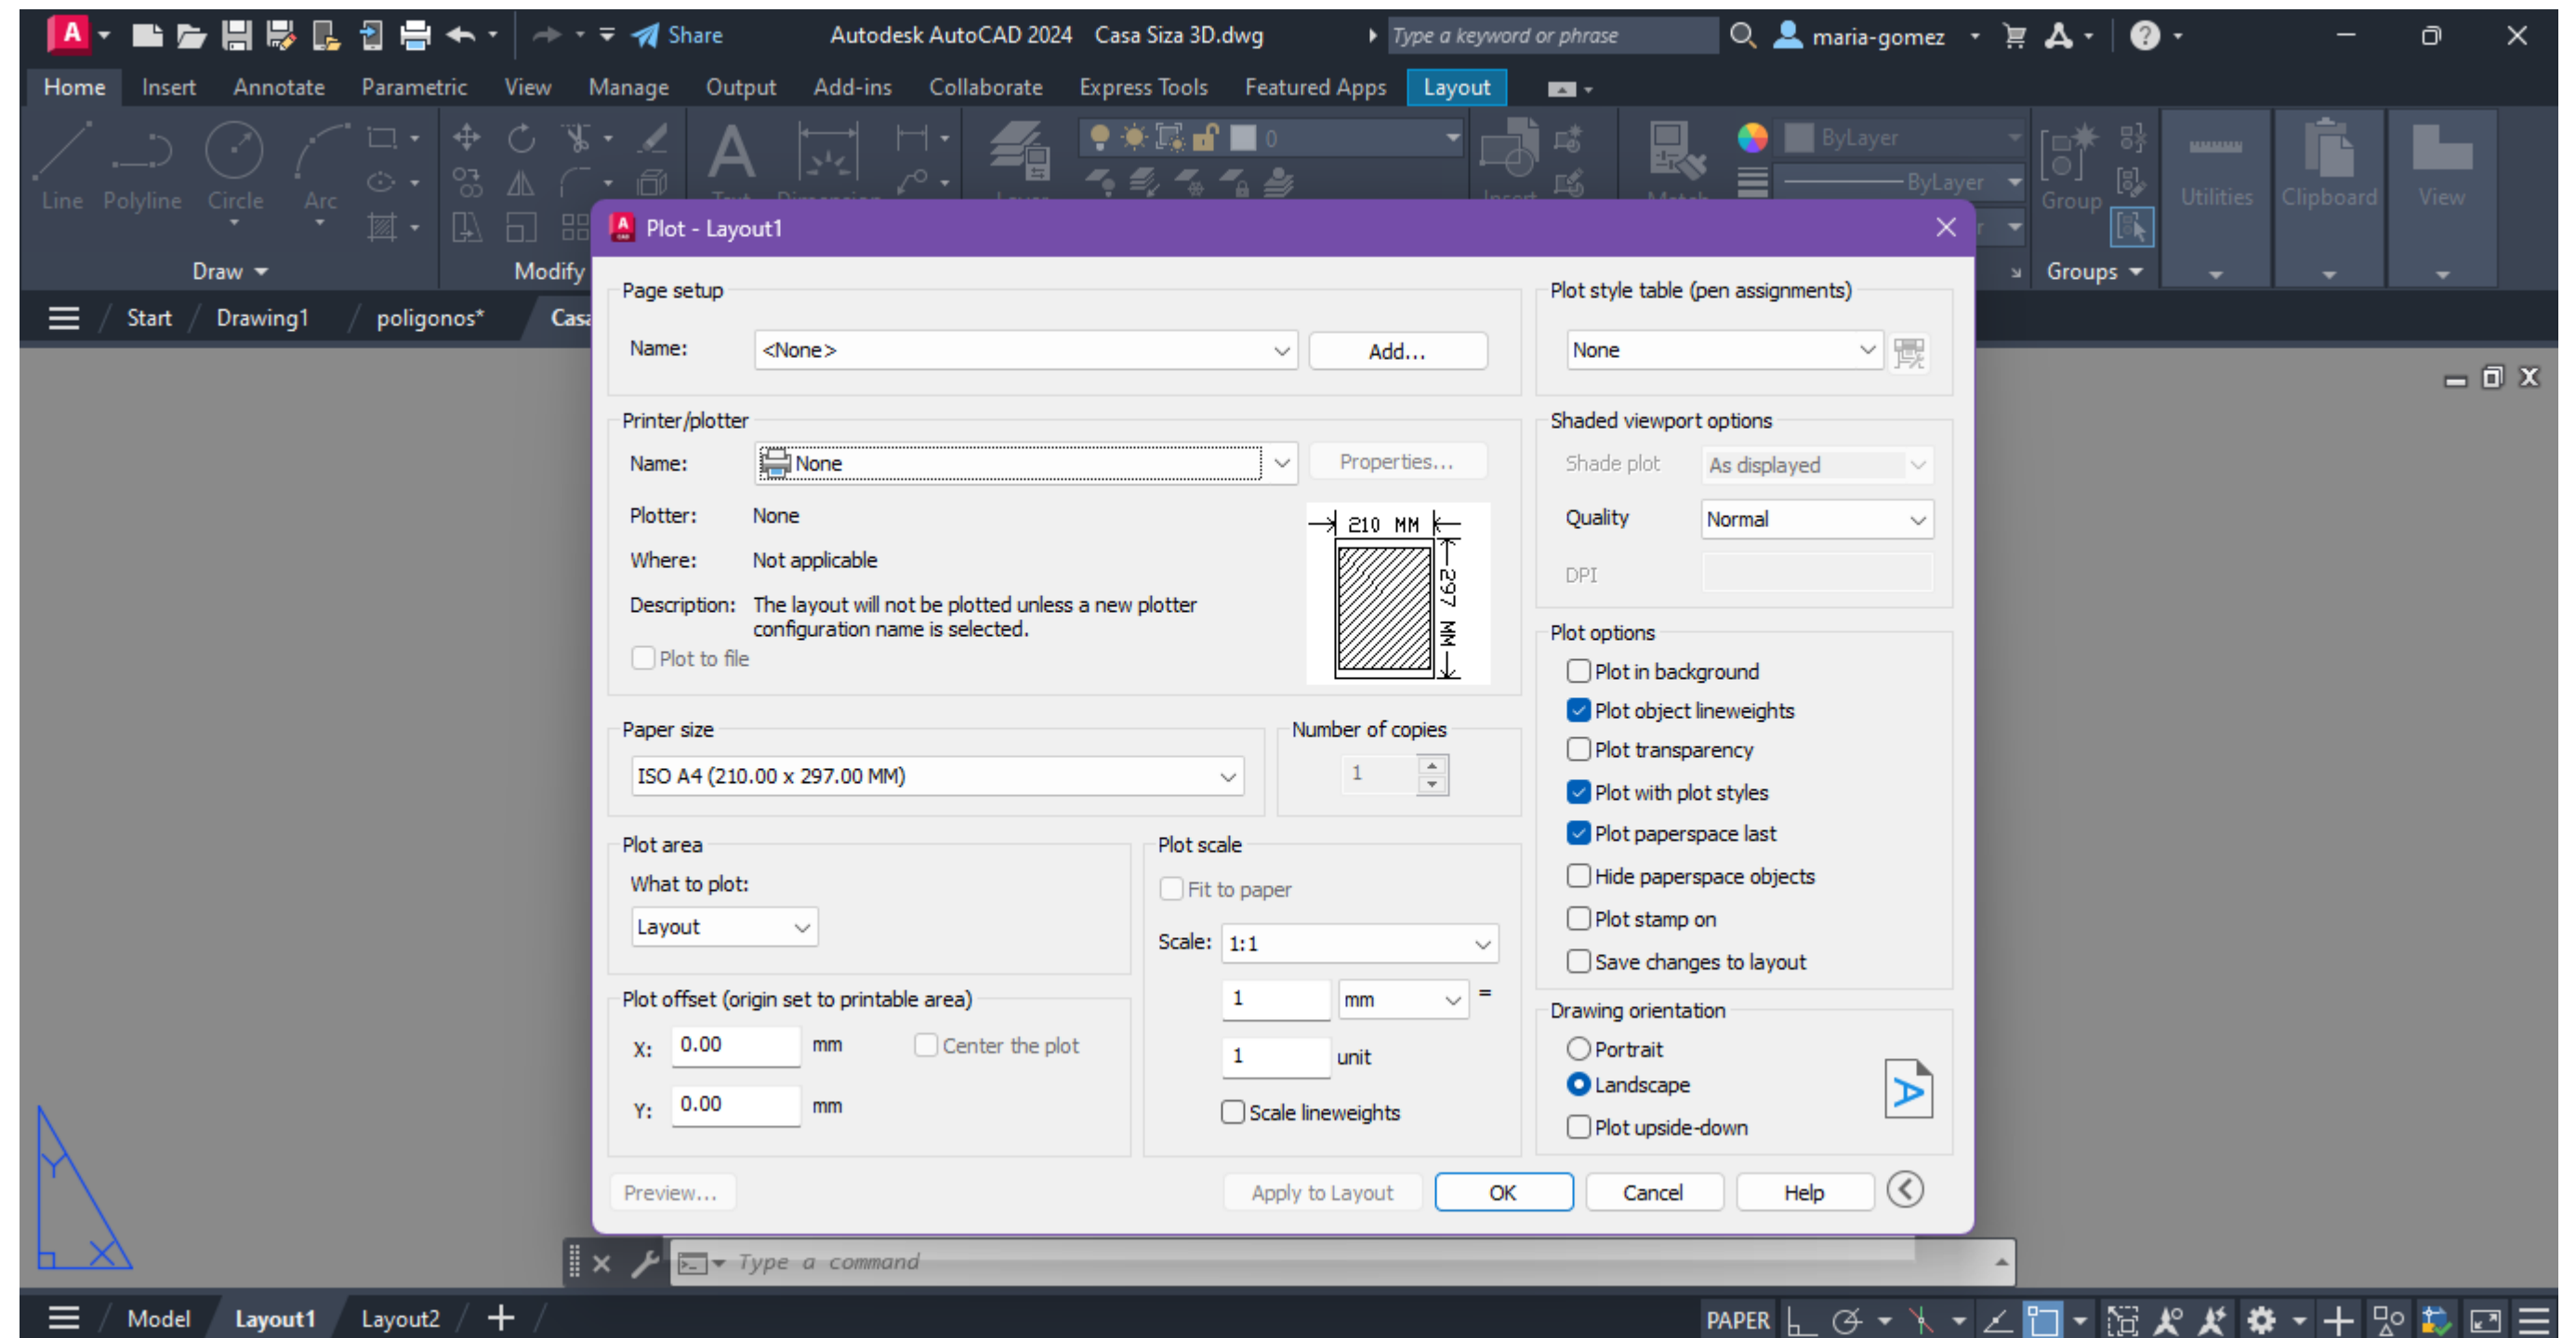 A Share Autodesk AutoCAD 2024 Casa Siza 3D.dwg Type a keyword or phrase maria-gomez
Home Insert Annotate Parametric View Manage Output Add-ins Collaborate Express Tools Featured Apps Layout
0 ByLayer
ByLayer
Line Polyline Circle Arc Text Dimension Layer Insert Match Group Utilities Clipboard View
Draw Modify Groups
Start Drawing1 poligonos*
Plot - Layout1
Page setup
Name: <None> Add...
Plot style table (pen assignments)
None
Printer/plotter
Name: None Properties...
Plotter: None
Where: Not applicable
Description: The layout will not be plotted unless a new plotter
configuration name is selected.
Plot to file
210 MM
297 MM
Shaded viewport options
Shade plot As displayed
Quality Normal
DPI
Paper size
ISO A4 (210.00 x 297.00 MM)
Number of copies
1
Plot options
Plot in background
Plot object lineweights
Plot transparency
Plot with plot styles
Plot paperspace last
Hide paperspace objects
Plot stamp on
Save changes to layout
Plot area
What to plot:
Layout
Plot scale
Fit to paper
Scale: 1:1
1 mm =
1 unit
Scale lineweights
Plot offset (origin set to printable area)
X: 0.00 mm Center the plot
Y: 0.00 mm
Drawing orientation
Portrait
Landscape
Plot upside-down
A
Preview... Apply to Layout OK Cancel Help
Y
X
Type a command
Model Layout1 Layout2 PAPER